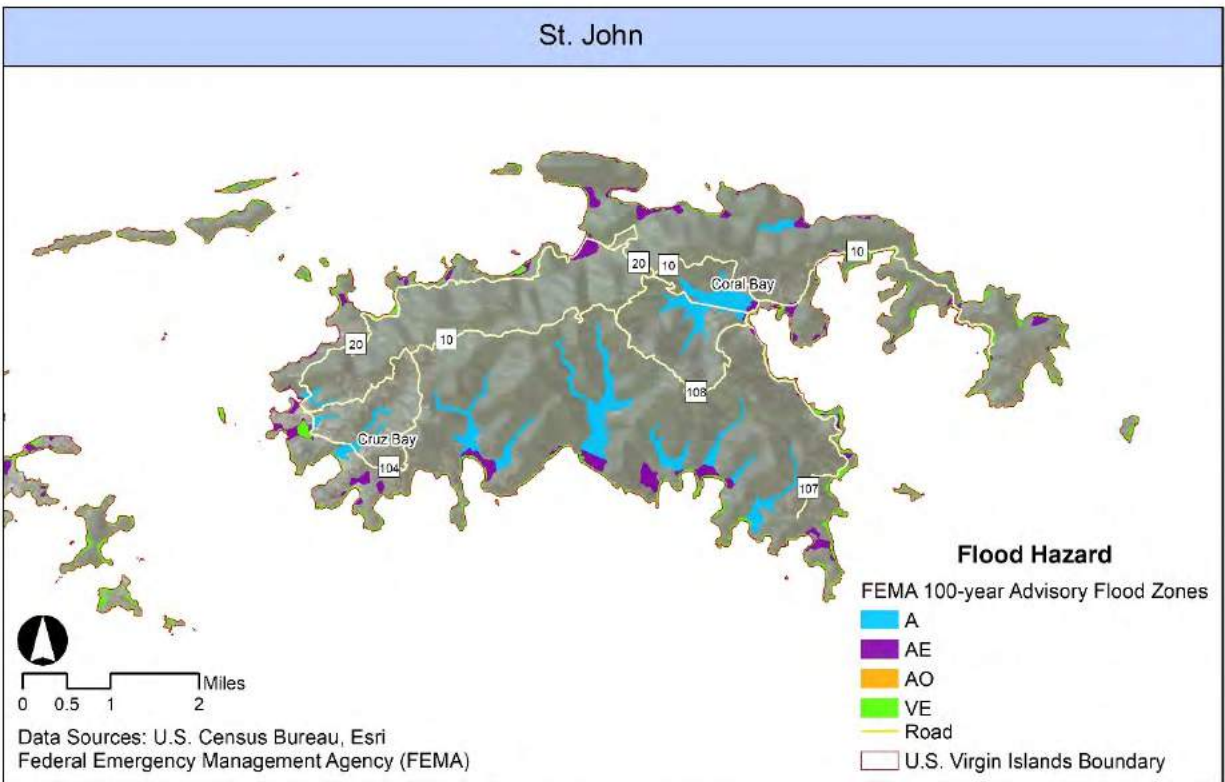 St. John
10
20
10
Coral Bay
20
10
108
Cruz Bay
104
107
Flood Hazard
FEMA 100-year Advisory Flood Zones
A
AE
AO
VE
Road
U.S. Virgin Islands Boundary
Miles
0 0.5 1 2
Data Sources: U.S. Census Bureau, Esri
Federal Emergency Management Agency (FEMA)